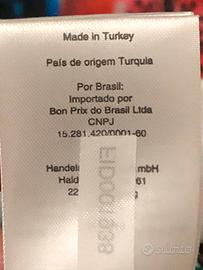 Made in Turkey
País de origem Turquia
Por Brasil:
Importado por
Bon Prix do Brasil Ltda
CNPJ
15.281.420/0001-60
EID001838